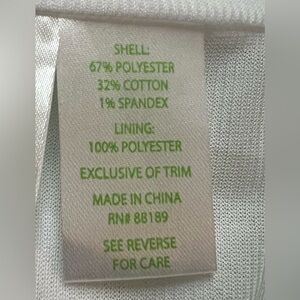 SHELL:
67% POLYESTER
32% COTTON
1% SPANDEX
LINING:
100% POLYESTER
EXCLUSIVE OF TRIM
MADE IN CHINA
RN# 88189
SEE REVERSE
FOR CARE